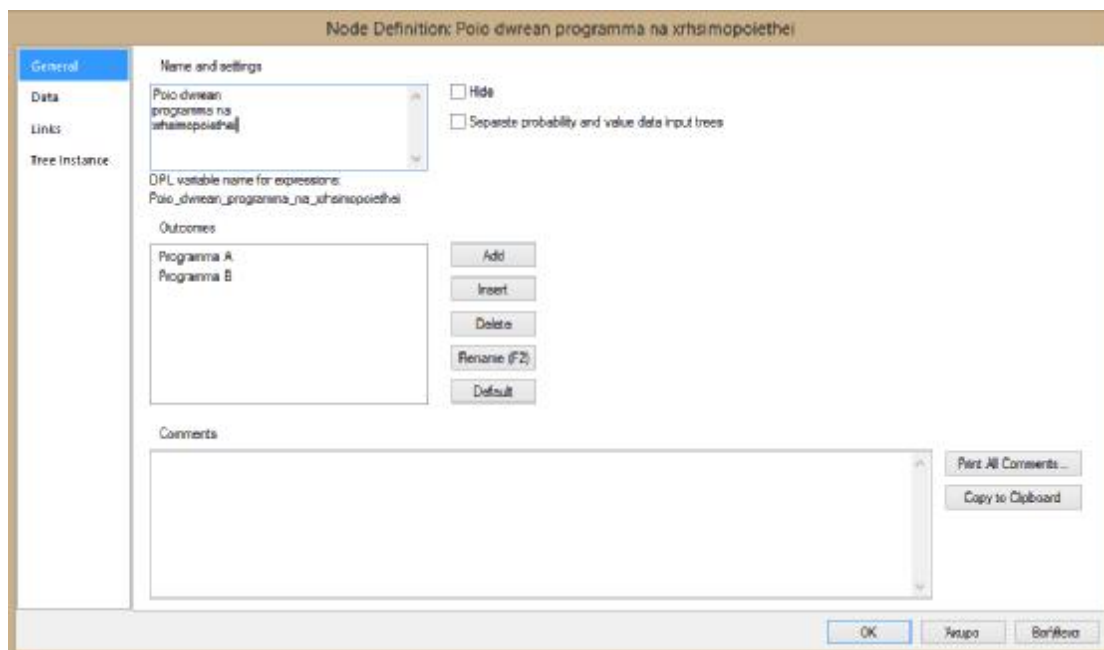 Node Definition: Poio dwrean programma na xrhsimopoiethei
General
Data
Links
Tree Instance
Name and settings
Poio dwrean
programma na
xrhsimopoiethei
Hide
Separate probability and value data input trees
DPL variable name for expressions:
Poio_dwrean_programma_na_xrhsimopoiethei
Outcomes
Programma A
Programma B
Add
Insert
Delete
Rename (F2)
Default
Comments
Print All Comments...
Copy to Clipboard
OK
Άκυρο
Βοήθεια